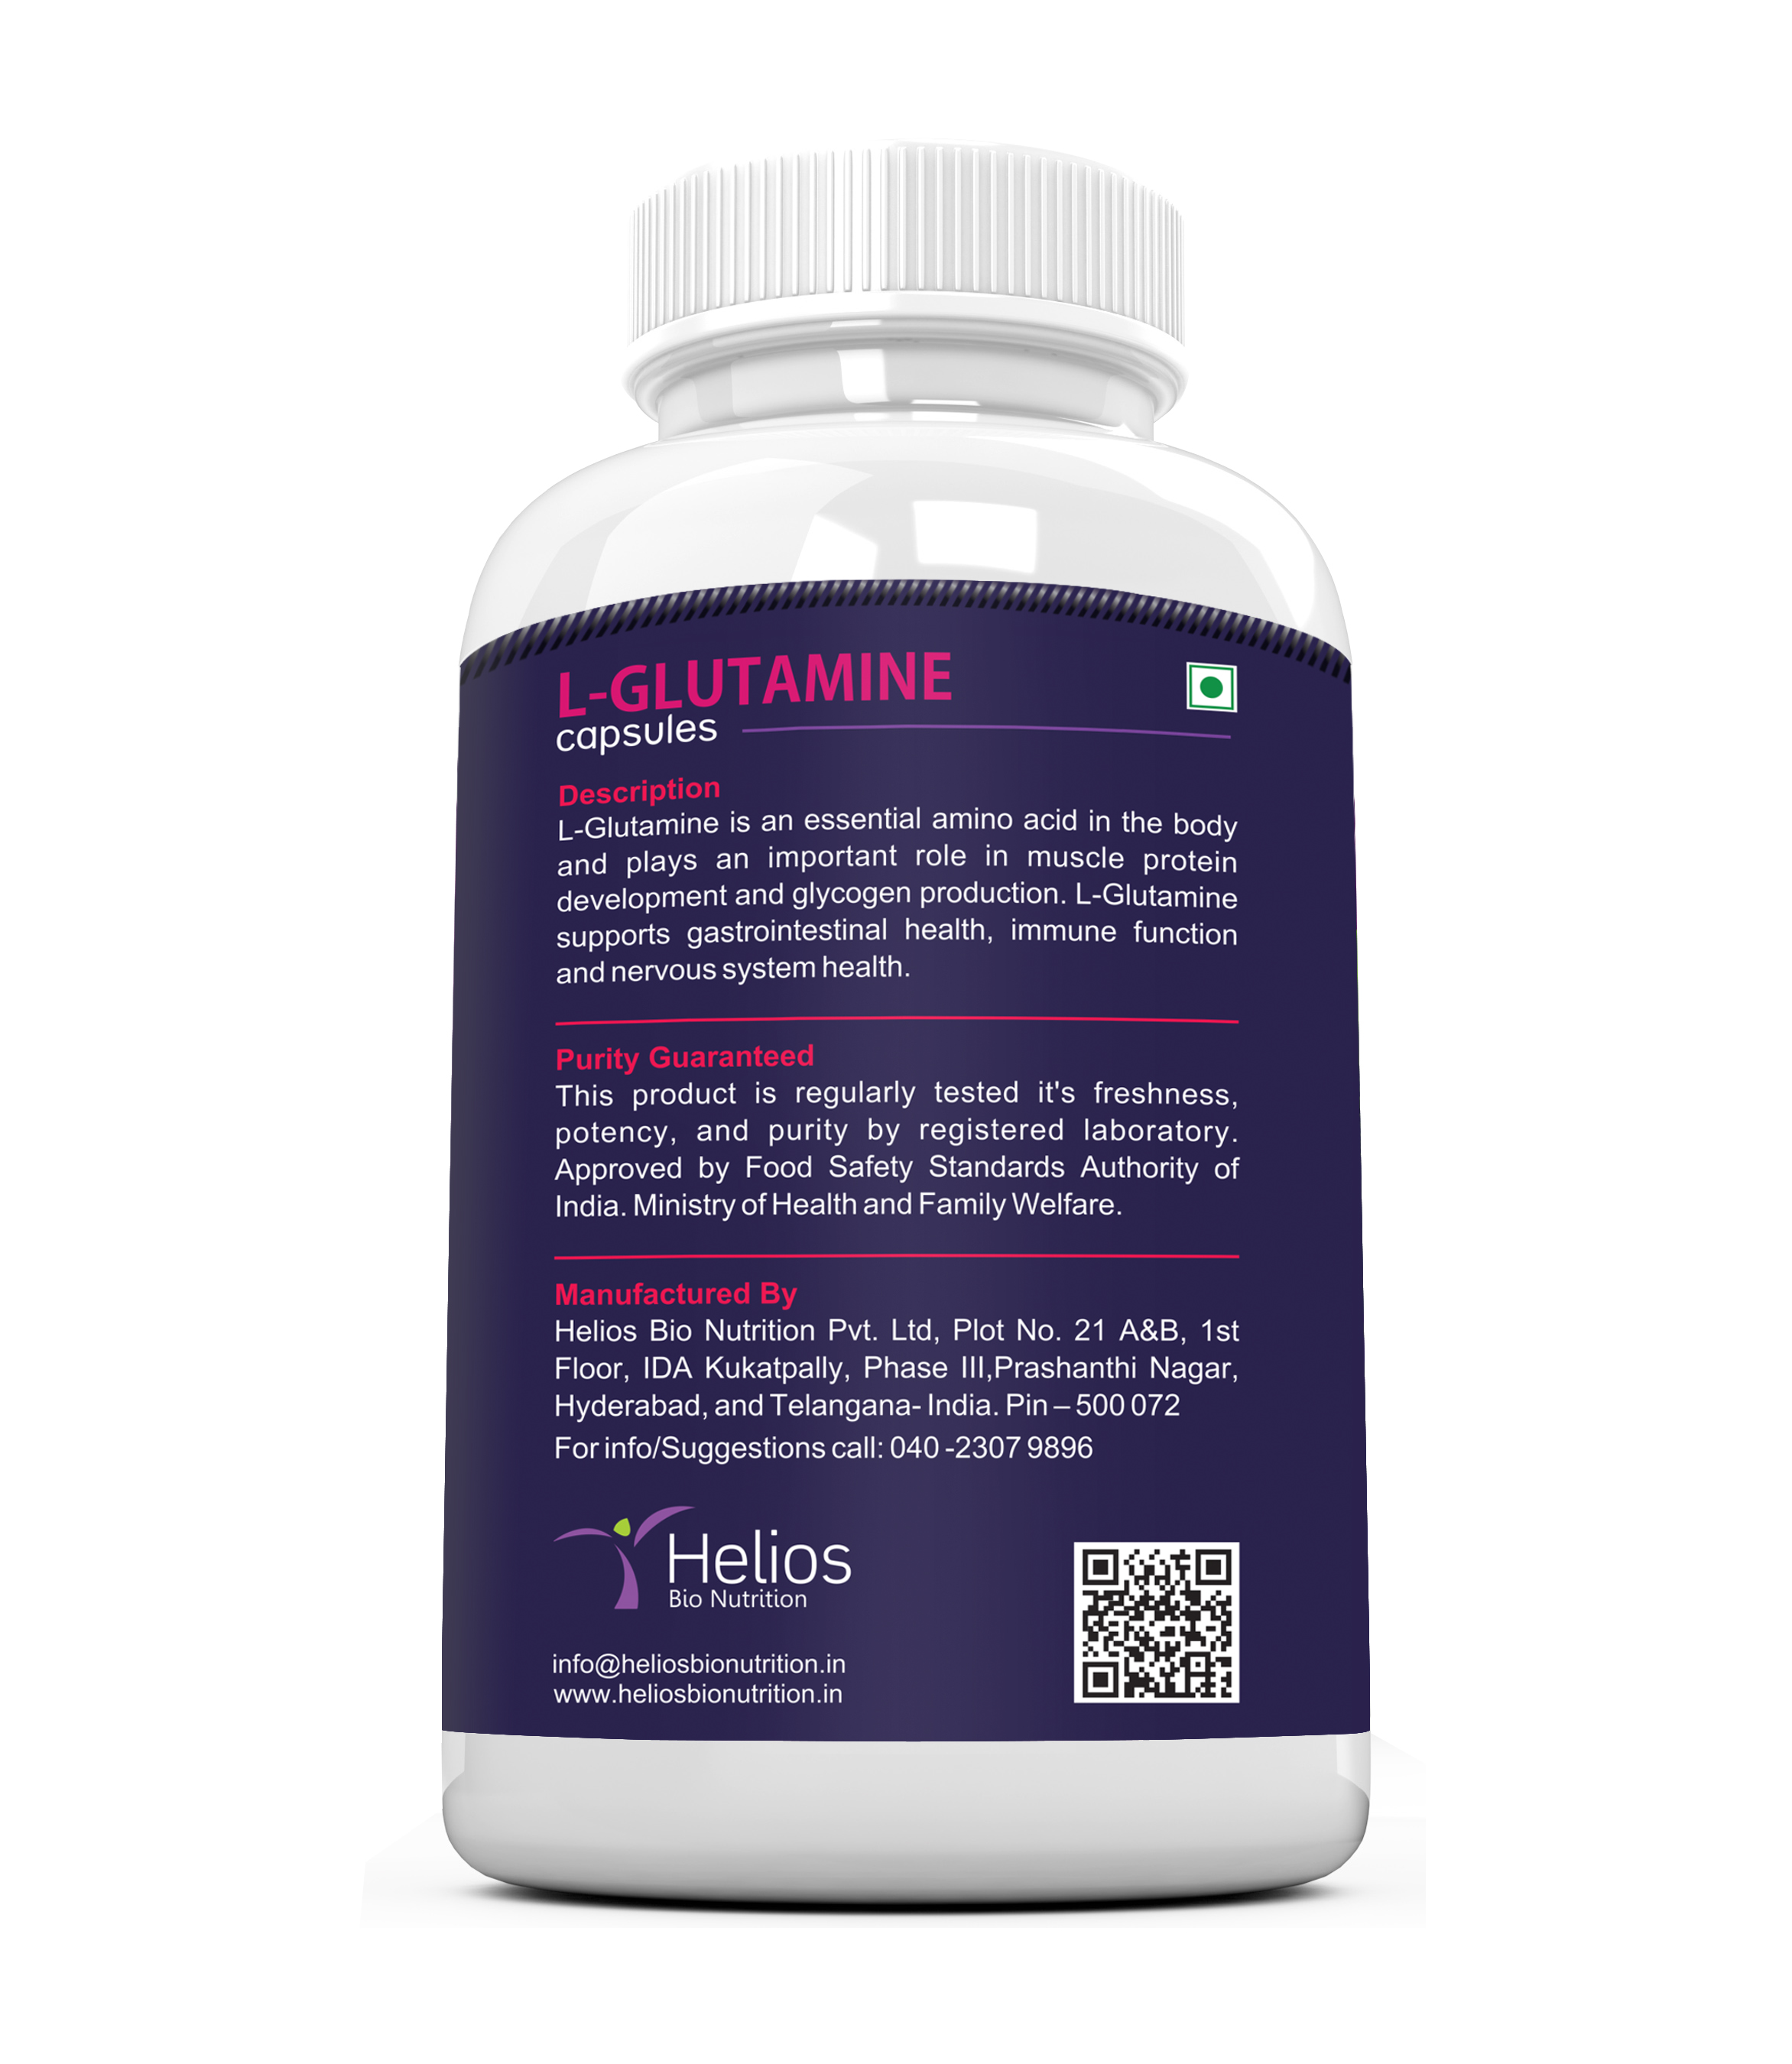 L-GLUTAMINE
capsules
Description
L-Glutamine is an essential amino acid in the body
and plays an important role in muscle protein
development and glycogen production. L-Glutamine
supports gastrointestinal health, immune function
and nervous system health.
Purity Guaranteed
This product is regularly tested it's freshness,
potency, and purity by registered laboratory.
Approved by Food Safety Standards Authority of
India. Ministry of Health and Family Welfare.
Manufactured By
Helios Bio Nutrition Pvt. Ltd, Plot No. 21 A&B, 1st
Floor, IDA Kukatpally, Phase III,Prashanthi Nagar,
Hyderabad, and Telangana- India. Pin – 500 072
For info/Suggestions call: 040 -2307 9896
Helios
Bio Nutrition
info@heliosbionutrition.in
www.heliosbionutrition.in